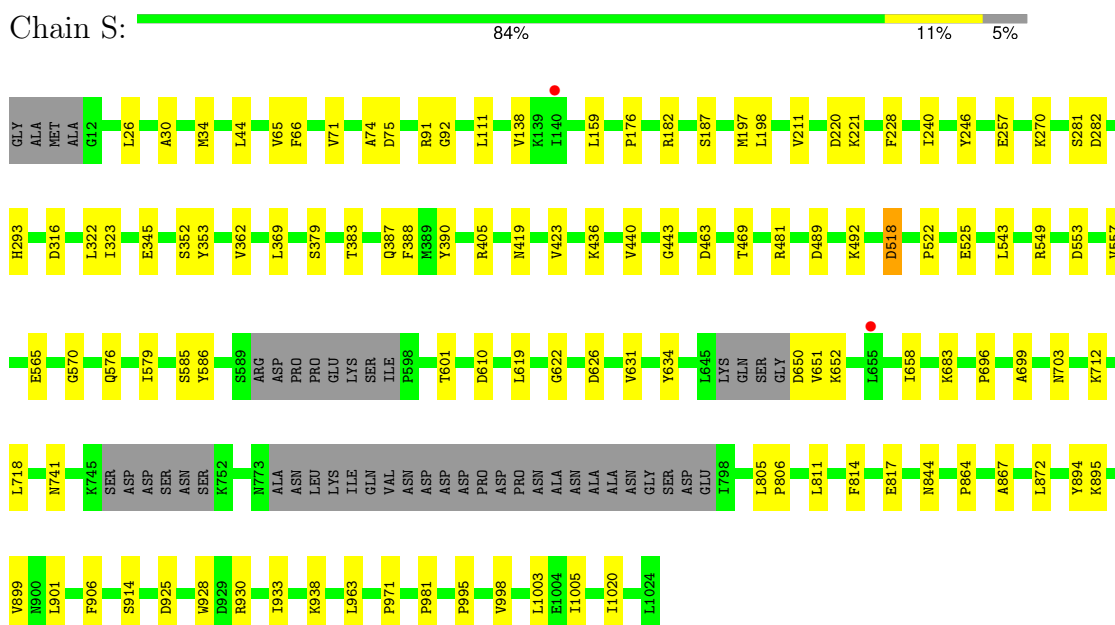 Chain S:
84% 11% 5%
GLY ALA MET ALA G12 L26 A30 M34 L44 V65 F66 V71 A74 D75 R91 G92 L111 V138 K139 I140 L159 P176 R182 S187 M197 L198 V211 D220 K221 F228 I240 Y246 E257 K270 S281 D282
H293 D316 L322 I323 E345 S352 Y353 V362 L369 S379 T383 Q387 F388 M389 Y390 R405 N419 V423 K436 V440 G443 D463 T469 R481 D489 K492 D518 P522 E525 L543 R549 D553 V557
E565 G570 Q576 I579 S585 Y586 S589 ARG ASP PRO PRO GLU LYS SER ILE P598 T601 D610 L619 G622 D626 V631 Y634 L645 LYS GLN SER GLY D650 V651 K652 L655 I658 K683 P696 A699 N703 K712
L718 N741 K745 SER ASP ASP SER ASN SER K752 N773 ALA ASN LEU LYS ILE GLN VAL ASN ASP ASP ASP PRO ASP PRO ASN ALA ASN ALA ALA ASN GLY SER ASP GLU I798 L805 P806 L811 F814 E817 N844 P864 A867 L872 Y894 K895
V899 N900 L901 F906 S914 D925 W928 D929 R930 I933 K938 L963 P971 P981 P995 V998 L1003 E1004 I1005 I1020 L1024